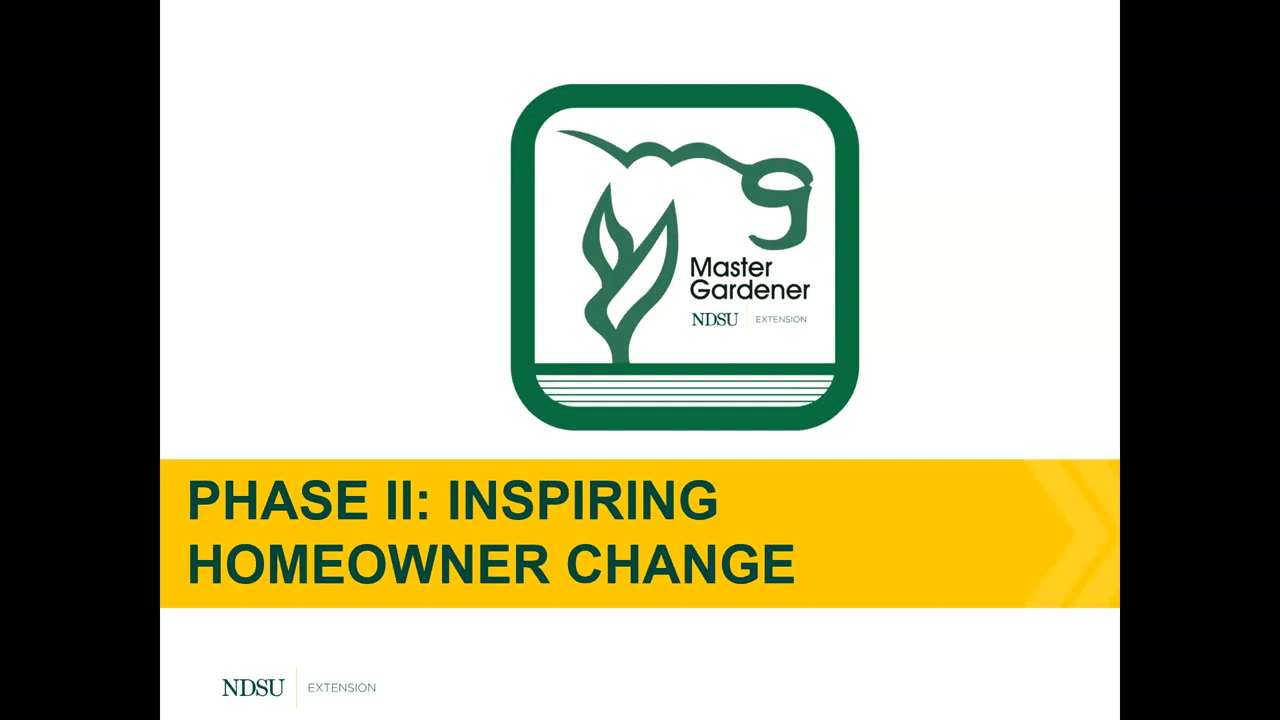 Master
Gardener
NDSU EXTENSION
PHASE II: INSPIRING
HOMEOWNER CHANGE
NDSU EXTENSION